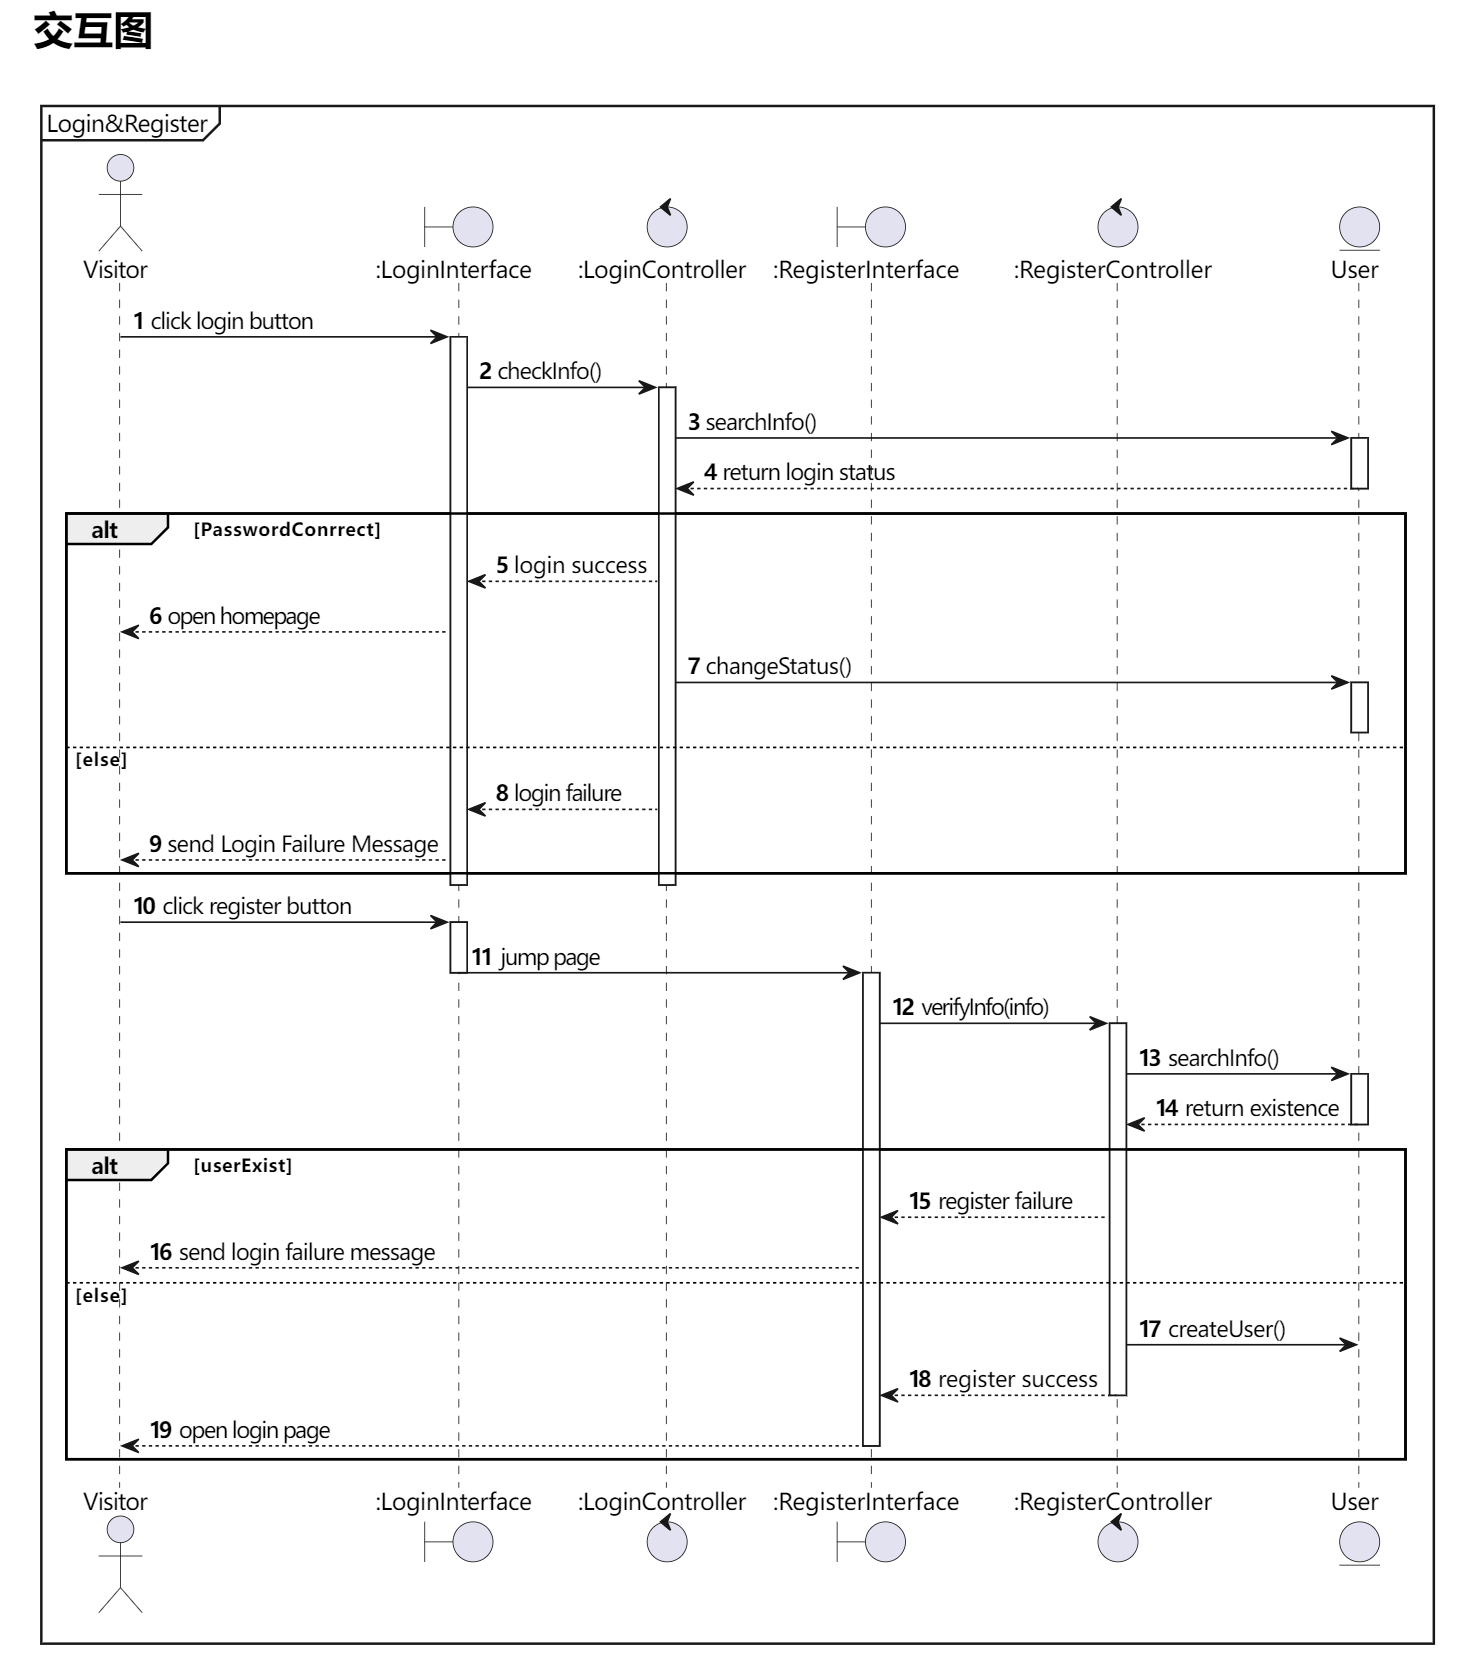 交互图
Login&Register
Visitor
:LoginInterface
:LoginController
:RegisterInterface
:RegisterController
User
1 click login button
2 checkInfo()
3 searchInfo()
4 return login status
alt [PasswordConrrect]
5 login success
6 open homepage
7 changeStatus()
[else]
8 login failure
9 send Login Failure Message
10 click register button
11 jump page
12 verifyInfo(info)
13 searchInfo()
14 return existence
alt [userExist]
15 register failure
16 send login failure message
[else]
17 createUser()
18 register success
19 open login page
Visitor
:LoginInterface
:LoginController
:RegisterInterface
:RegisterController
User